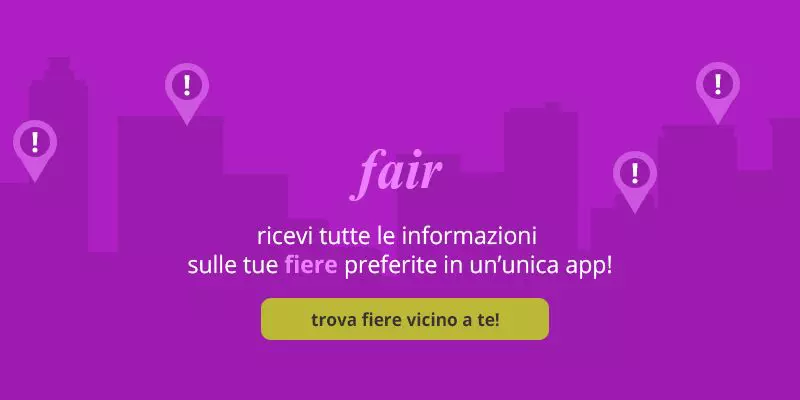 !
!
!
!
fair
ricevi tutte le informazioni
sulle tue fiere preferite in un’unica app!
trova fiere vicino a te!